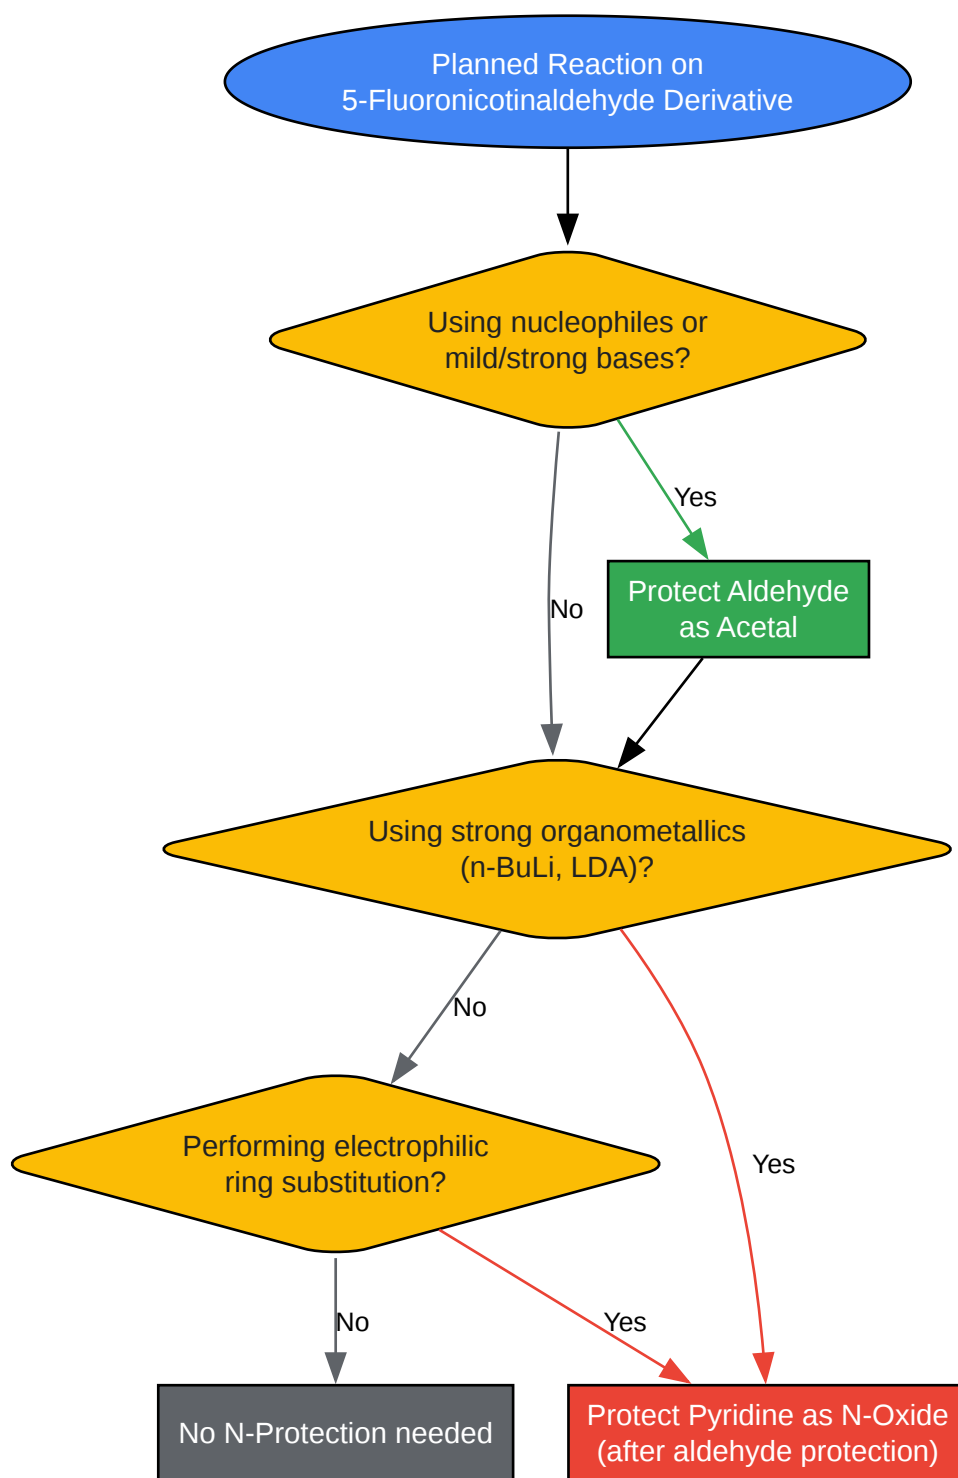 Planned Reaction on
5-Fluoronicotinaldehyde Derivative
Using nucleophiles or
mild/strong bases?
Yes
Protect Aldehyde
as Acetal
No
Using strong organometallics
(n-BuLi, LDA)?
No
Performing electrophilic
ring substitution?
Yes
No
Yes
No N-Protection needed
Protect Pyridine as N-Oxide
(after aldehyde protection)